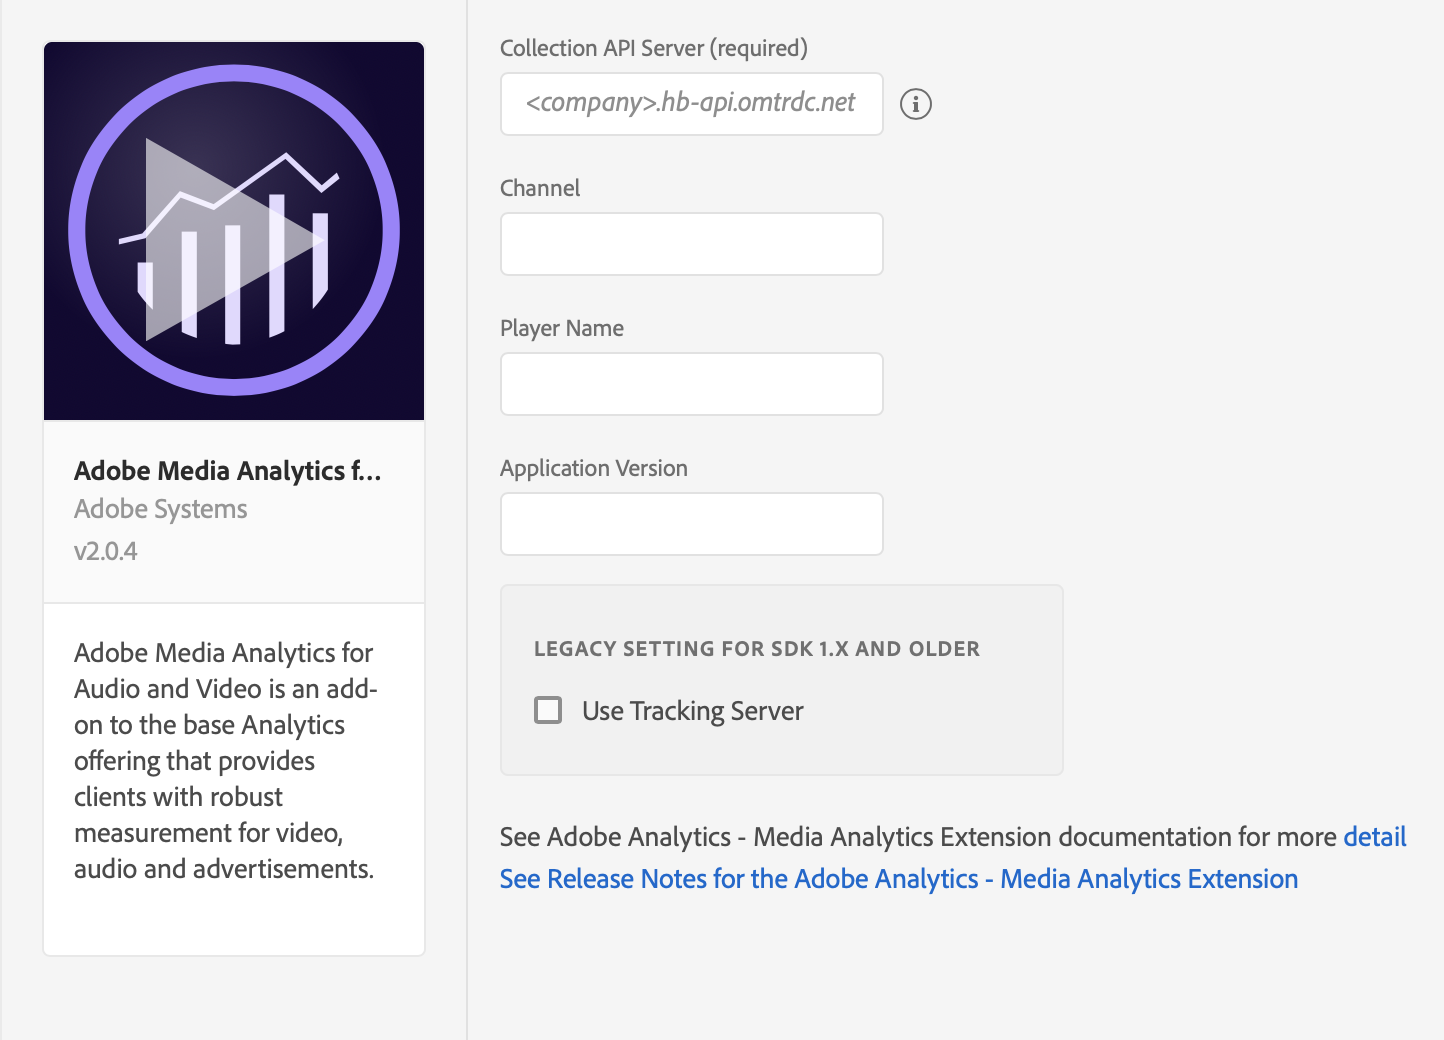 Adobe Media Analytics f...
Adobe Systems
v2.0.4
Adobe Media Analytics for
Audio and Video is an add-
on to the base Analytics
offering that provides
clients with robust
measurement for video,
audio and advertisements.
Collection API Server (required)
<company>.hb-api.omtrdc.net
Channel
Player Name
Application Version
LEGACY SETTING FOR SDK 1.X AND OLDER
Use Tracking Server
See Adobe Analytics - Media Analytics Extension documentation for more detail
See Release Notes for the Adobe Analytics - Media Analytics Extension